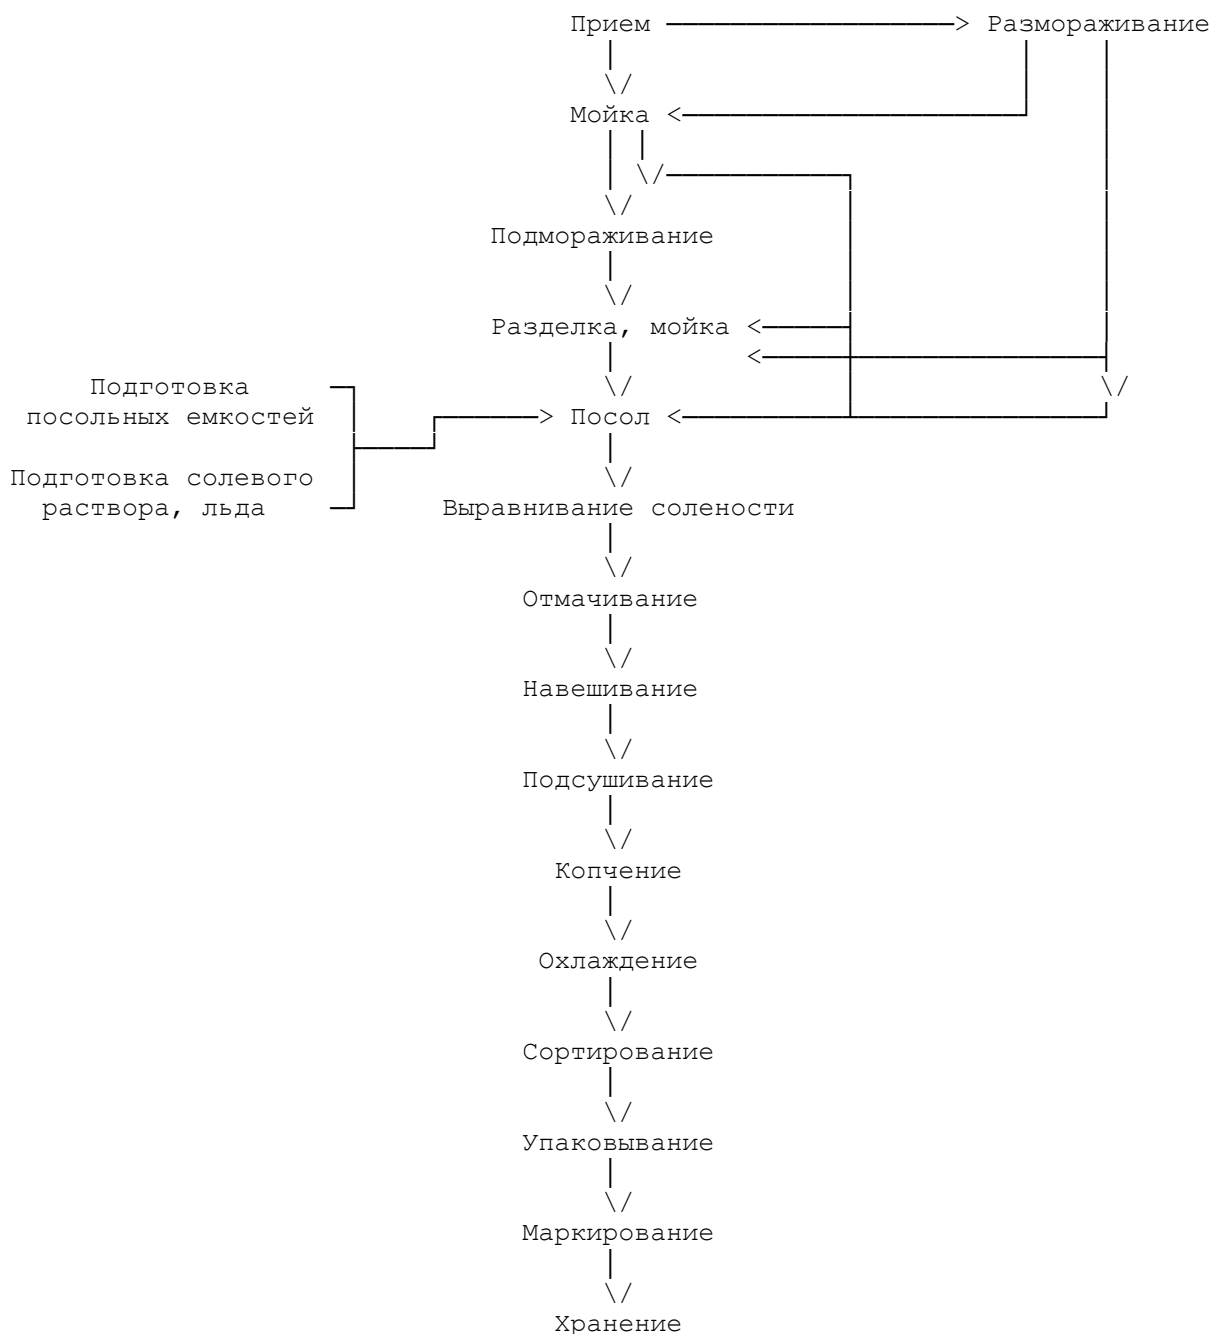 Прием
Размораживание
Мойка
Подмораживание
Разделка, мойка
Подготовка
посольных емкостей
Посол
Подготовка солевого
раствора, льда
Выравнивание солености
Отмачивание
Навешивание
Подсушивание
Копчение
Охлаждение
Сортирование
Упаковывание
Маркирование
Хранение